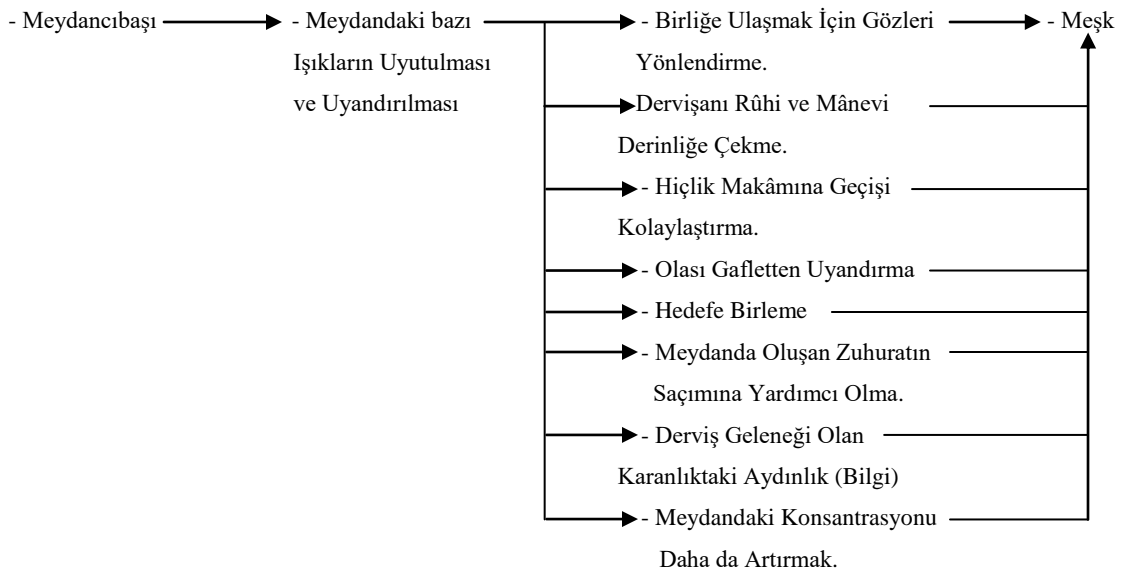 - Meydancıbaşı
- Meydandaki bazı
Işıkların Uyutulması
ve Uyandırılması
- Birliğe Ulaşmak İçin Gözleri
Yönlendirme.
Dervişanı Rûhi ve Mânevi
Derinliğe Çekme.
- Hiçlik Makâmına Geçişi
Kolaylaştırma.
- Olası Gafletten Uyandırma
- Hedefe Birleme
- Meydanda Oluşan Zuhuratın
Saçımına Yardımcı Olma.
- Derviş Geleneği Olan
Karanlıktaki Aydınlık (Bilgi)
- Meydandaki Konsantrasyonu
Daha da Artırmak.
- Meşk